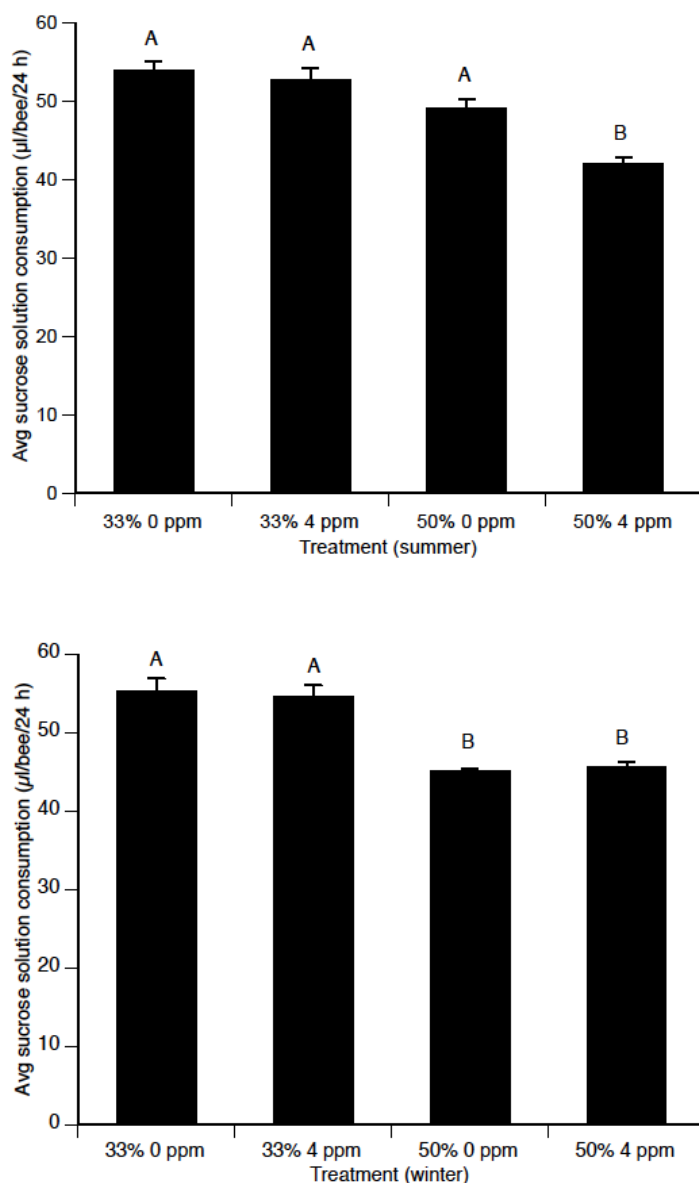 60
50
40
30
20
10
0
Avg sucrose solution consumption (µl/bee/24 h)
A
A
A
B
33% 0 ppm
33% 4 ppm
50% 0 ppm
50% 4 ppm
Treatment (summer)
60
50
40
30
20
10
0
Avg sucrose solution consumption (µl/bee/24 h)
A
A
B
B
33% 0 ppm
33% 4 ppm
50% 0 ppm
50% 4 ppm
Treatment (winter)